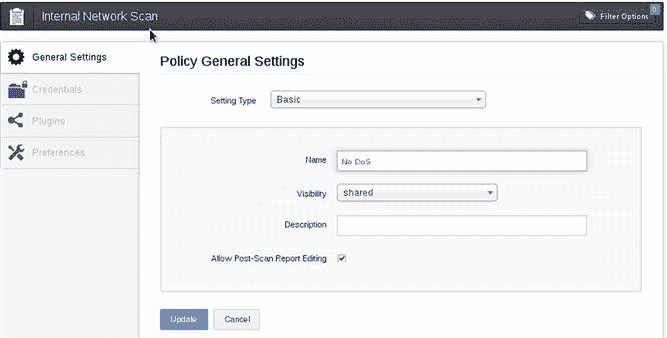 Internal Network Scan
Filter Options
0
General Settings
Credentials
Plugins
Preferences
Policy General Settings
Setting Type Basic
Name No DoS
Visibility shared
Description
Allow Post-Scan Report Editing
Update Cancel